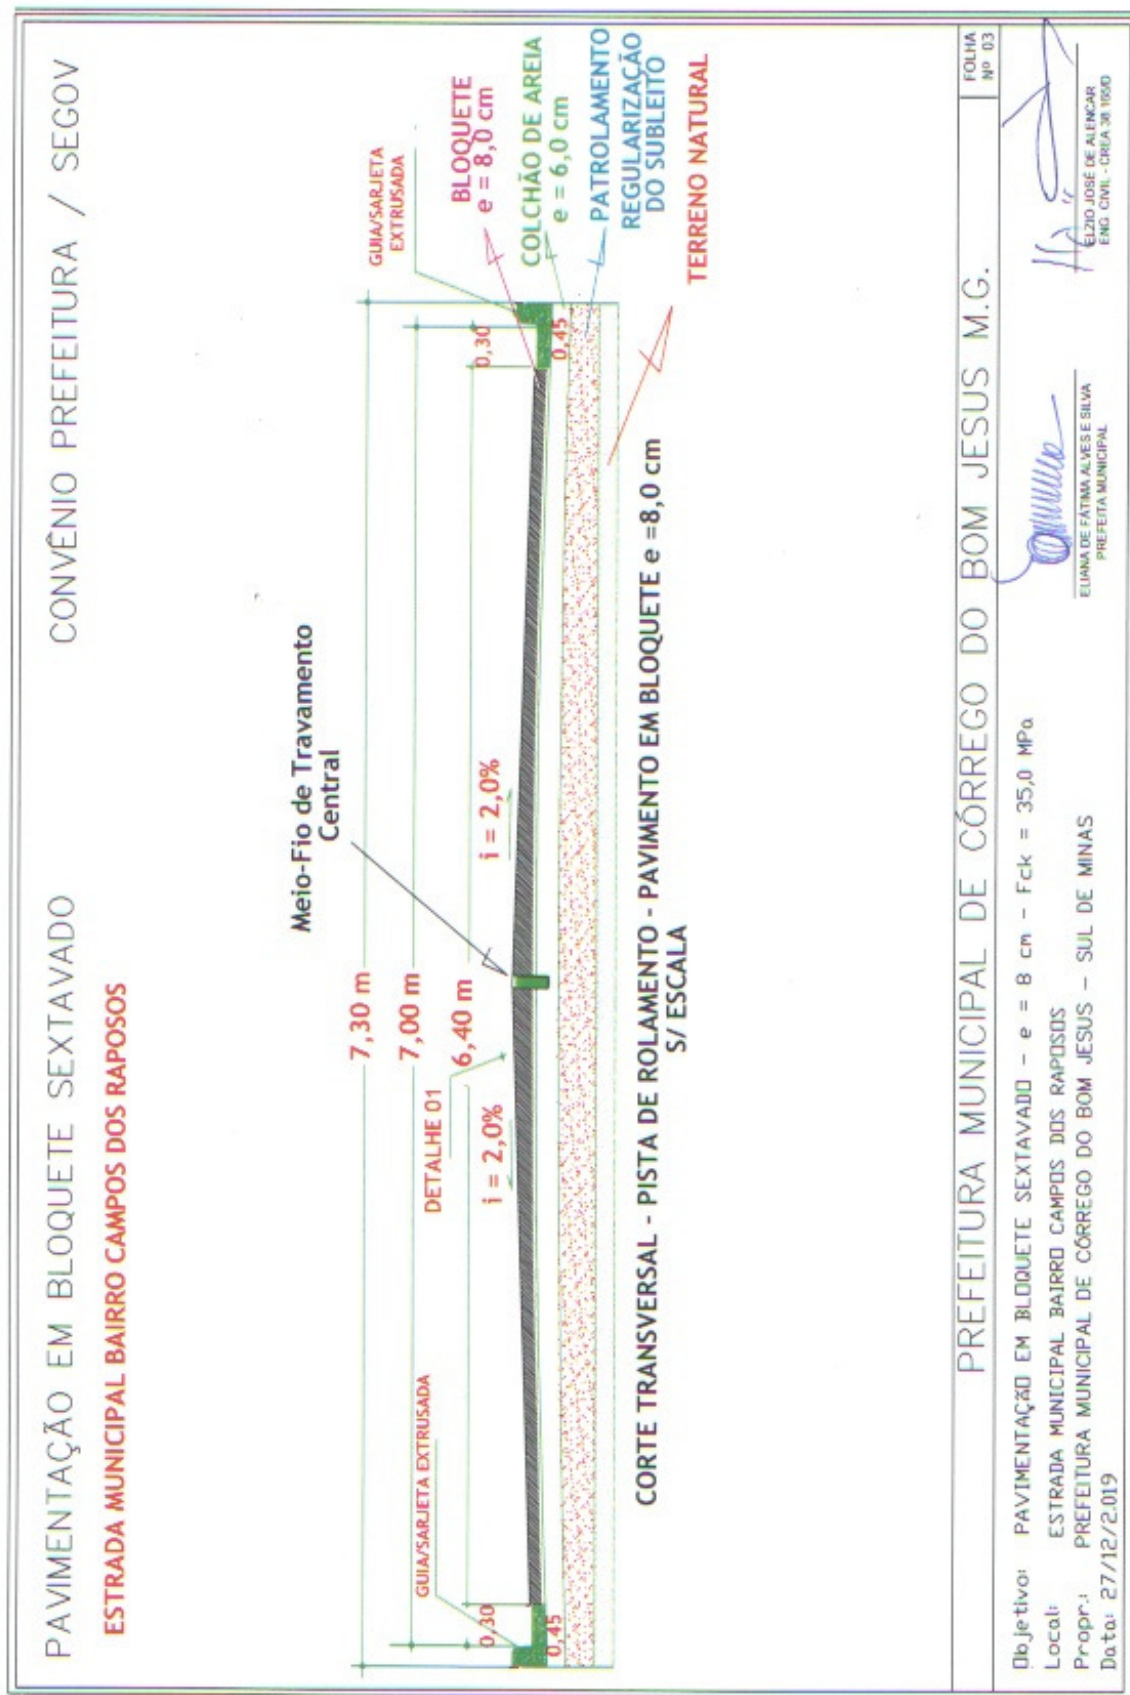 PAVIMENTAÇÃO EM BLOQUETE SEXTAVADO
CONVÊNIO PREFEITURA / SEGOV
ESTRADA MUNICIPAL BAIRRO CAMPOS DOS RAPOSOS
Meio-Fio de Travamento
Central
7,30 m
7,00 m
6,40 m
DETALHE 01
i = 2,0%
i = 2,0%
GUIA/SARJETA EXTRUSADA
0,30
0,45
GUIA/SARJETA
EXTRUSADA
0,30
0,45
BLOQUETE
e = 8,0 cm
COLCHÃO DE AREIA
e = 6,0 cm
PATROLAMENTO
REGULARIZAÇÃO
DO SUBLEITO
TERRENO NATURAL
CORTE TRANSVERSAL - PISTA DE ROLAMENTO - PAVIMENTO EM BLOQUETE e =8,0 cm
S/ ESCALA
PREFEITURA MUNICIPAL DE CÓRREGO DO BOM JESUS M.G.
FOLHA
Nº 03
Objetivo: PAVIMENTAÇÃO EM BLOQUETE SEXTAVADO - e = 8 cm - Fck = 35,0 MPa
Local: ESTRADA MUNICIPAL BAIRRO CAMPOS DOS RAPOSOS
Propr.: PREFEITURA MUNICIPAL DE CÓRREGO DO BOM JESUS - SUL DE MINAS
Data: 27/12/2.019
ELIANA DE FÁTIMA ALVES E SILVA
PREFEITA MUNICIPAL
ELZIO JOSÉ DE ALENCAR
ENG CIVIL - CREA 38.165/D